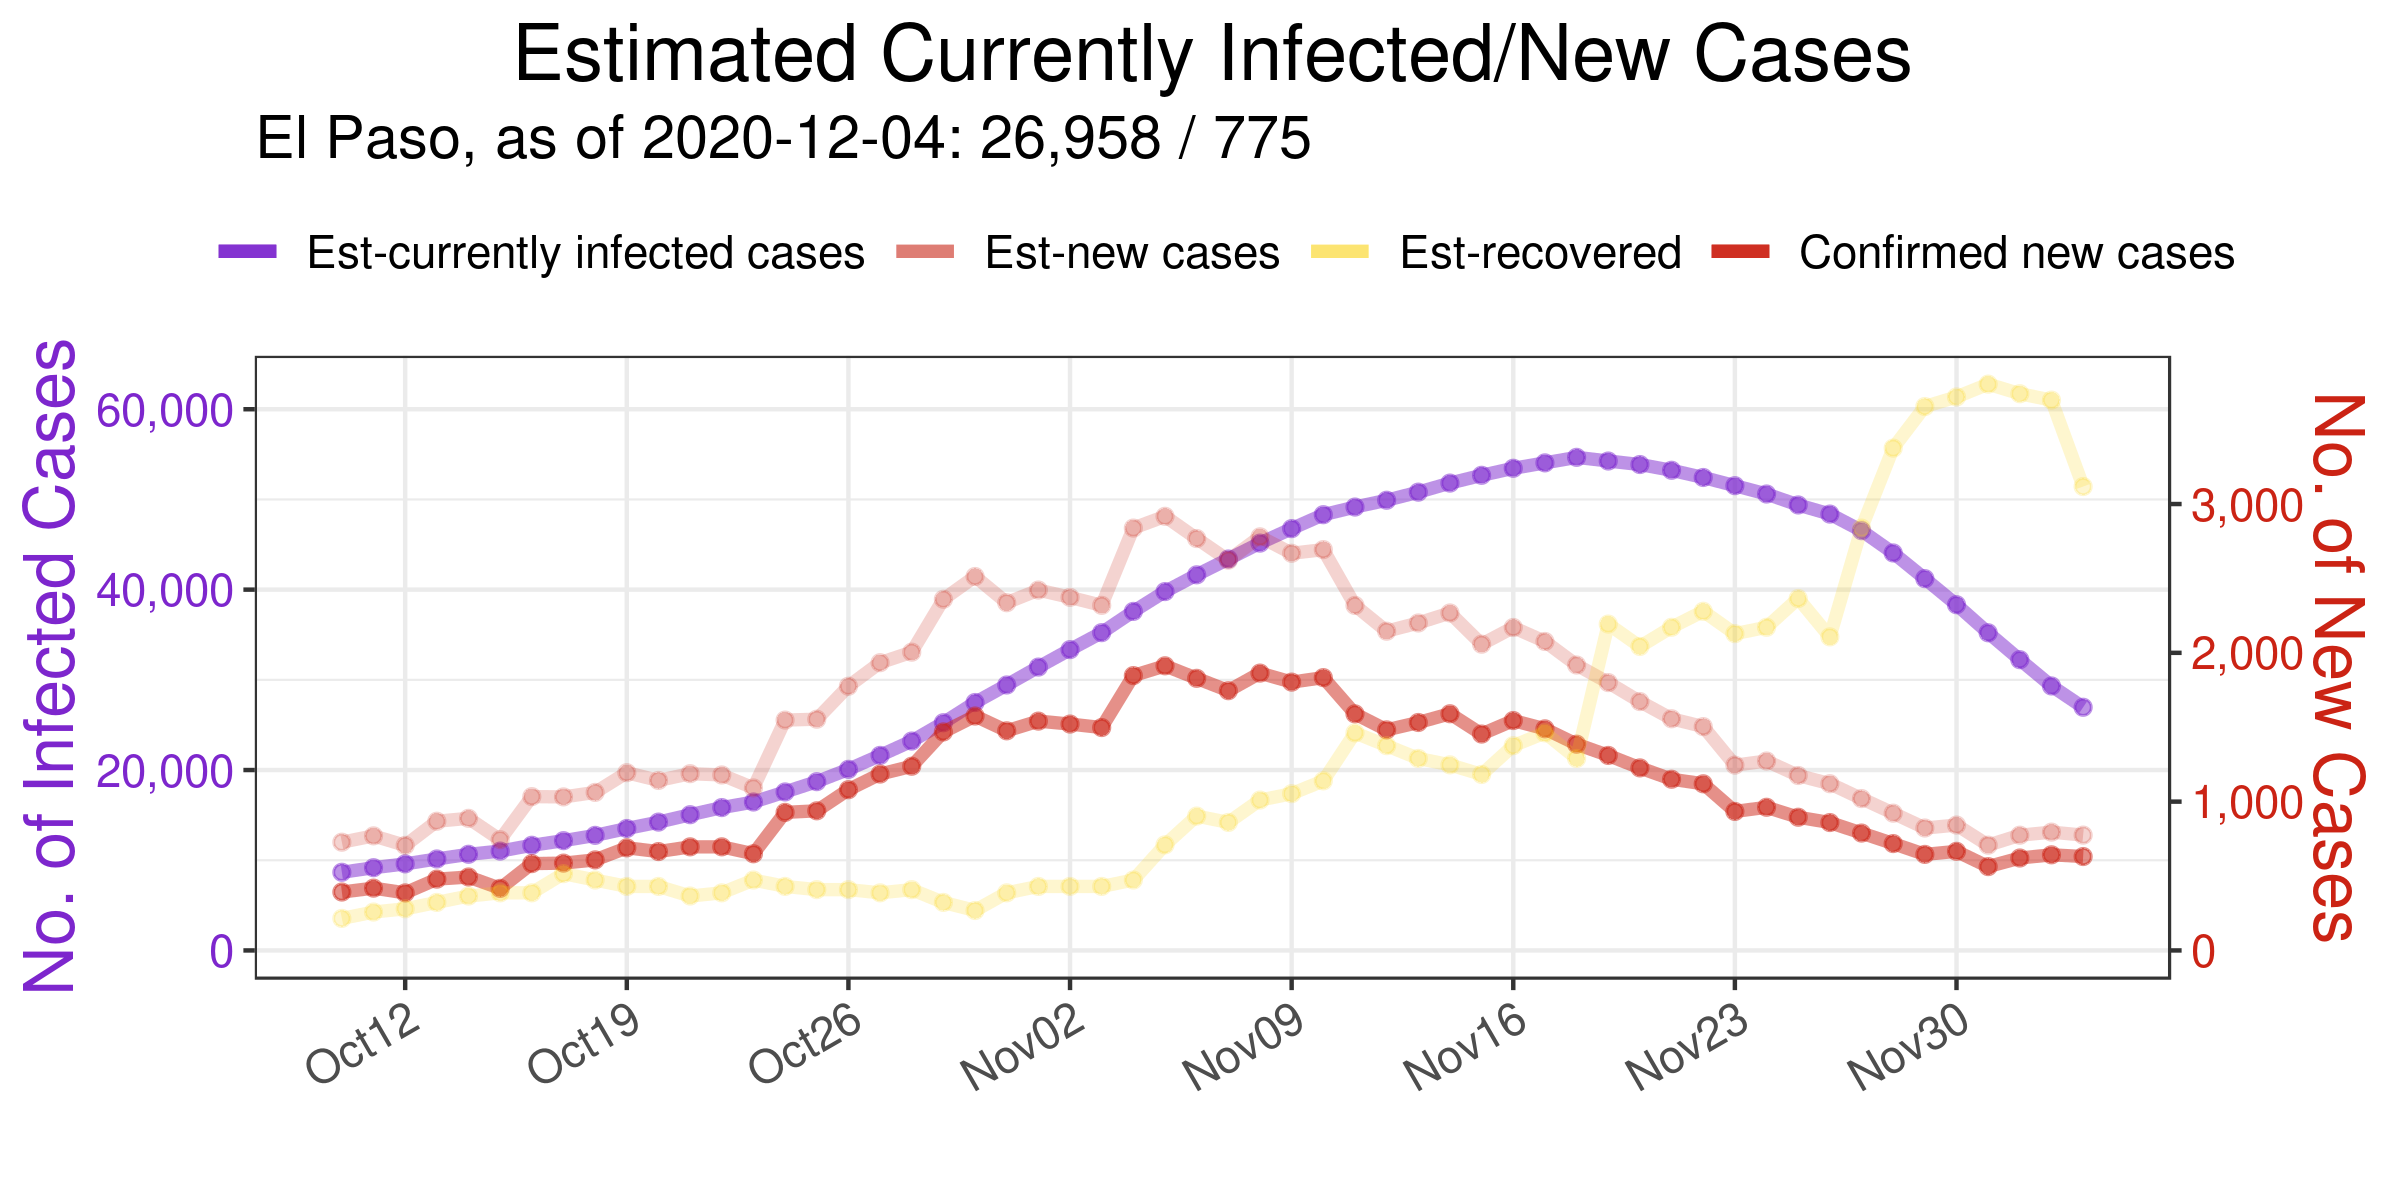 Estimated Currently Infected/New Cases
El Paso, as of 2020-12-04: 26,958 / 775
Est-currently infected cases Est-new cases Est-recovered Confirmed new cases
No. of Infected Cases
60,000
40,000
20,000
0
3,000
2,000
1,000
0
No. of New Cases
Oct12 Oct19 Oct26 Nov02 Nov09 Nov16 Nov23 Nov30